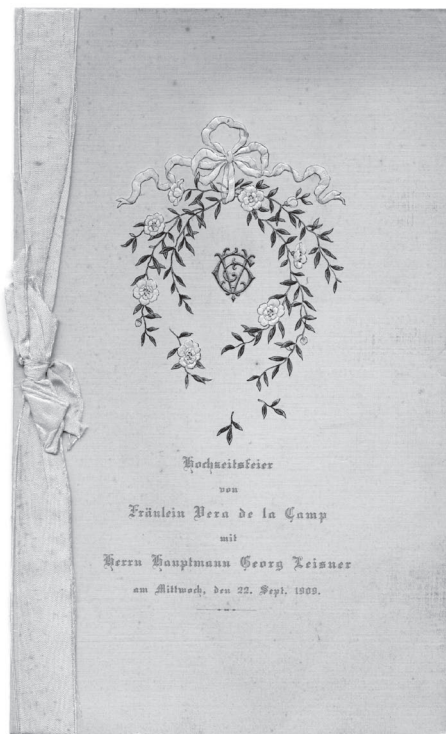 Hochzeitsfeier
von
Fräulein Vera de la Camp
mit
Herrn Hauptmann Georg Leisner
am Mittwoch, den 22. Sept. 1909.